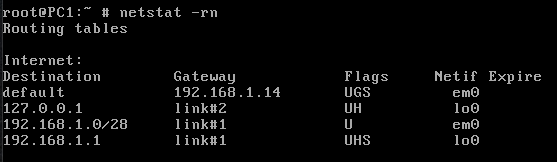 root@PC1:~ # netstat -rn
Routing tables

Internet:
Destination        Gateway            Flags     Netif Expire
default            192.168.1.14       UGS         em0
127.0.0.1          link#2             UH          lo0
192.168.1.0/28     link#1             U           em0
192.168.1.1        link#1             UHS         lo0